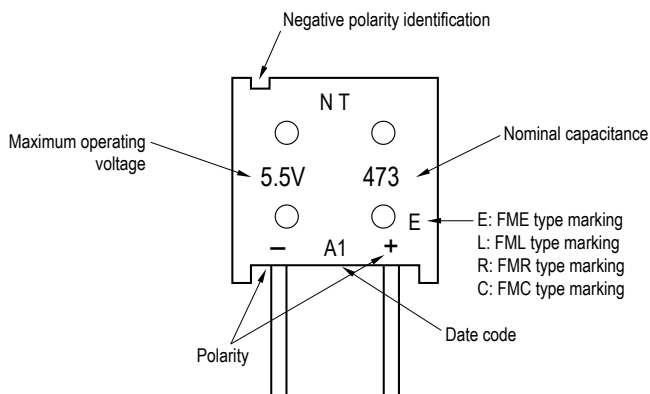 Negative polarity identification
N T
Maximum operating
voltage
Nominal capacitance
5.5V
473
E
E: FME type marking
L: FML type marking
R: FMR type marking
C: FMC type marking
− A1 +
Polarity
Date code